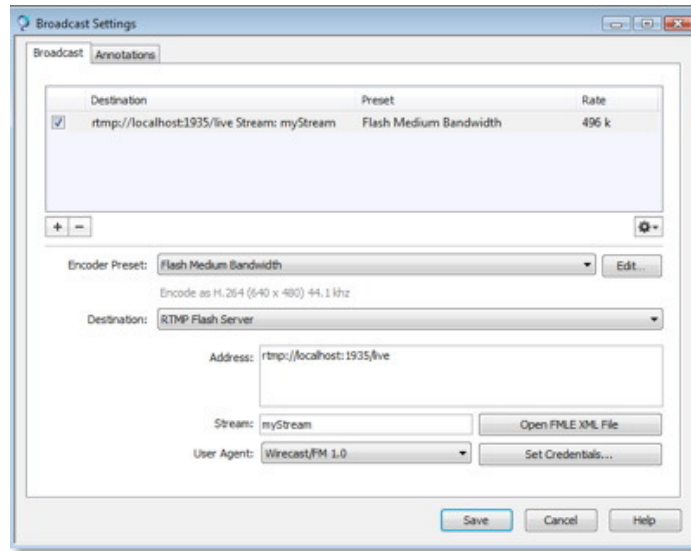 Broadcast Settings
Broadcast Annotations
Destination Preset Rate
rtmp://localhost:1935/live Stream: myStream Flash Medium Bandwidth 496 k
Encoder Preset: Flash Medium Bandwidth Edit...
Encode as H.264 (640 x 480) 44.1 khz
Destination: RTMP Flash Server
Address: rtmp://localhost:1935/live
Stream: myStream Open FMLE XML File
User Agent: Wirecast/FM 1.0 Set Credentials...
Save Cancel Help